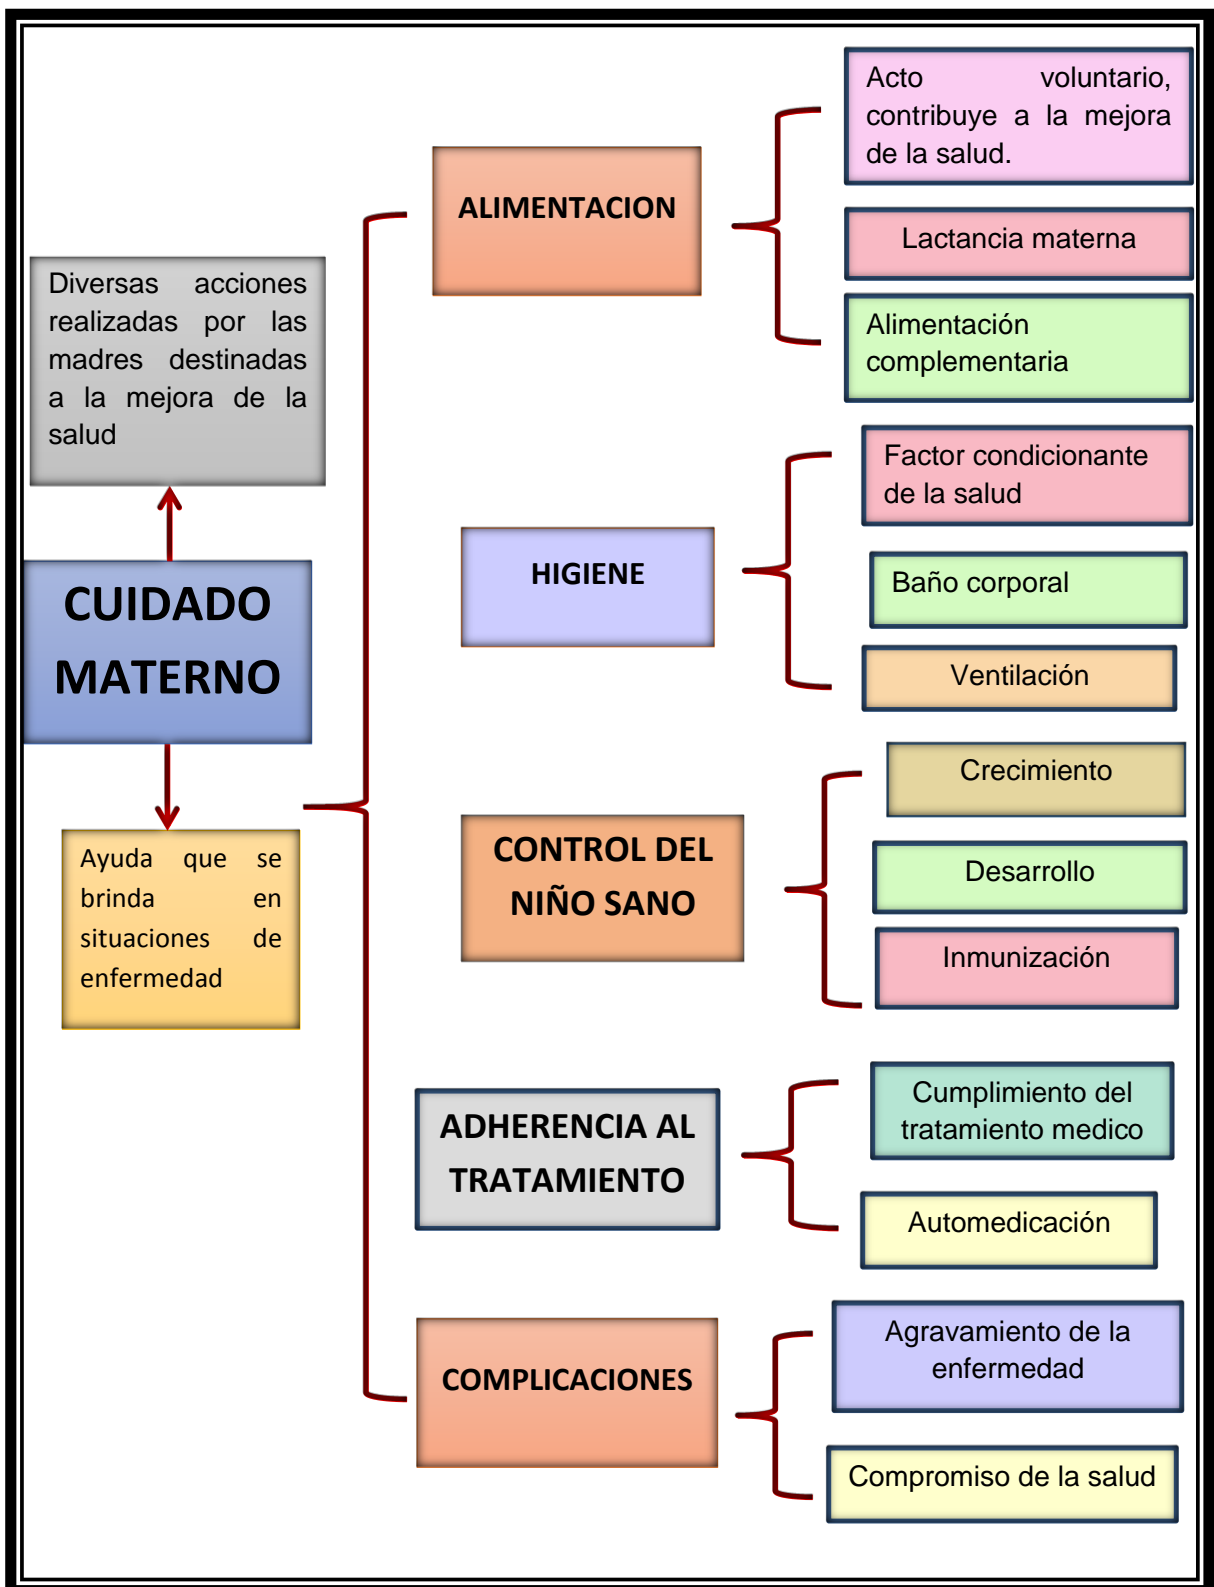 Diversas acciones
realizadas por las
madres destinadas
a la mejora de la
salud
CUIDADO
MATERNO
Ayuda que se
brinda en
situaciones de
enfermedad
ALIMENTACION
Acto voluntario,
contribuye a la mejora
de la salud.
Lactancia materna
Alimentación
complementaria
HIGIENE
Factor condicionante
de la salud
Baño corporal
Ventilación
CONTROL DEL
NIÑO SANO
Crecimiento
Desarrollo
Inmunización
ADHERENCIA AL
TRATAMIENTO
Cumplimiento del
tratamiento medico
Automedicación
COMPLICACIONES
Agravamiento de la
enfermedad
Compromiso de la salud